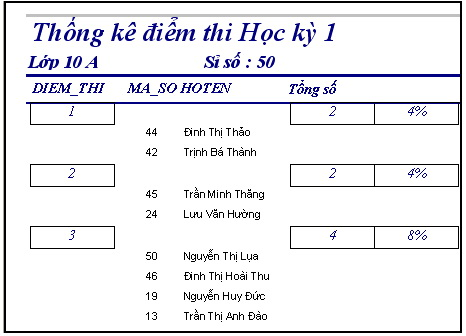 Thống kê điểm thi Học kỳ 1
Lớp 10 A Sỉ số : 50
DIEM_THI MA_SO HOTEN Tổng số
1 2 4%
44 Đinh Thị Thảo
42 Trịnh Bá Thành
2 2 4%
45 Trần Minh Thăng
24 Lưu Văn Hường
3 4 8%
50 Nguyễn Thị Lụa
46 Đinh Thị Hoài Thu
19 Nguyễn Huy Đức
13 Trần Thị Anh Đào